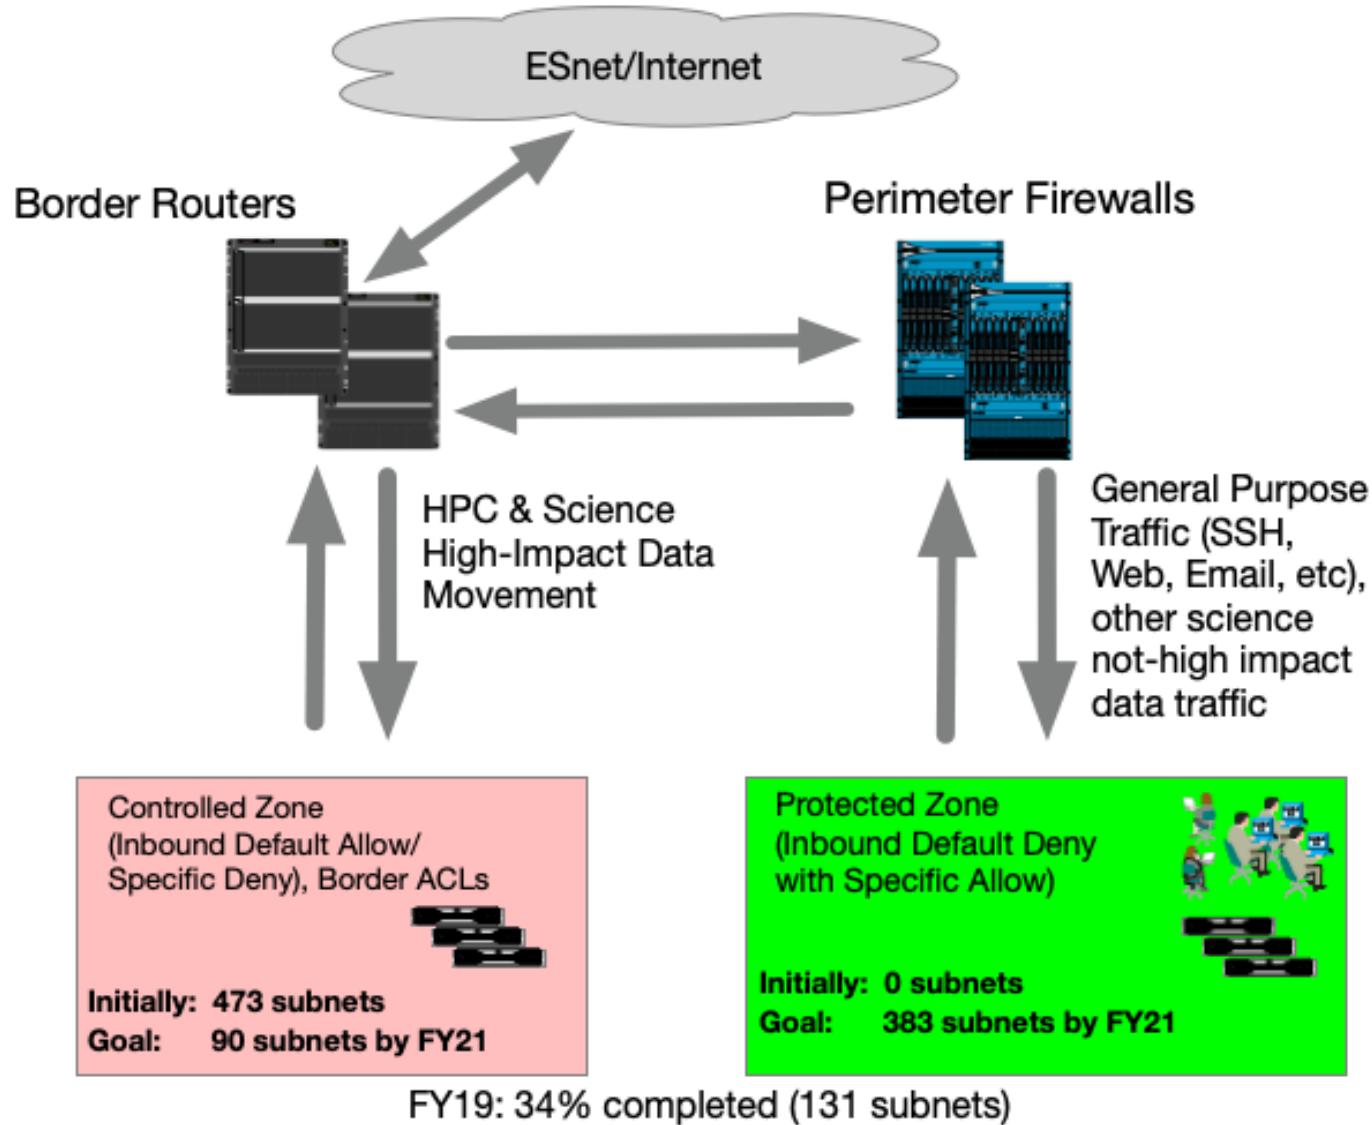 ESnet/Internet
Border Routers
Perimeter Firewalls
HPC & Science
High-Impact Data
Movement
General Purpose
Traffic (SSH,
Web, Email, etc),
other science
not-high impact
data traffic
Controlled Zone
(Inbound Default Allow/
Specific Deny), Border ACLs
Initially: 473 subnets
Goal: 90 subnets by FY21
Protected Zone
(Inbound Default Deny
with Specific Allow)
Initially: 0 subnets
Goal: 383 subnets by FY21
FY19: 34% completed (131 subnets)